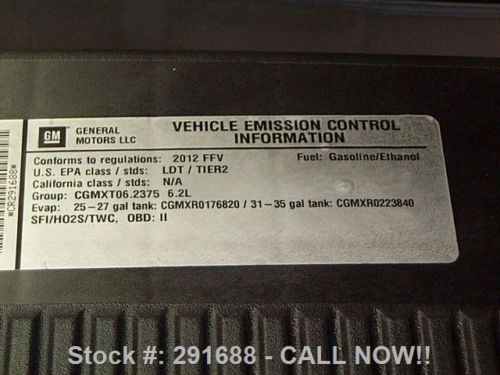 GM GENERAL MOTORS LLC
VEHICLE EMISSION CONTROL
INFORMATION
Conforms to regulations: 2012 FFV Fuel: Gasoline/Ethanol
U.S. EPA class / stds: LDT / TIER2
California class / stds: N/A
Group: CGMXT06.2375 6.2L
Evap: 25-27 gal tank: CGMXR0176820 / 31-35 gal tank: CGMXR0223840
SFI/HO2S/TWC, OBD: II
*CR291688*
Stock #: 291688 - CALL NOW!!